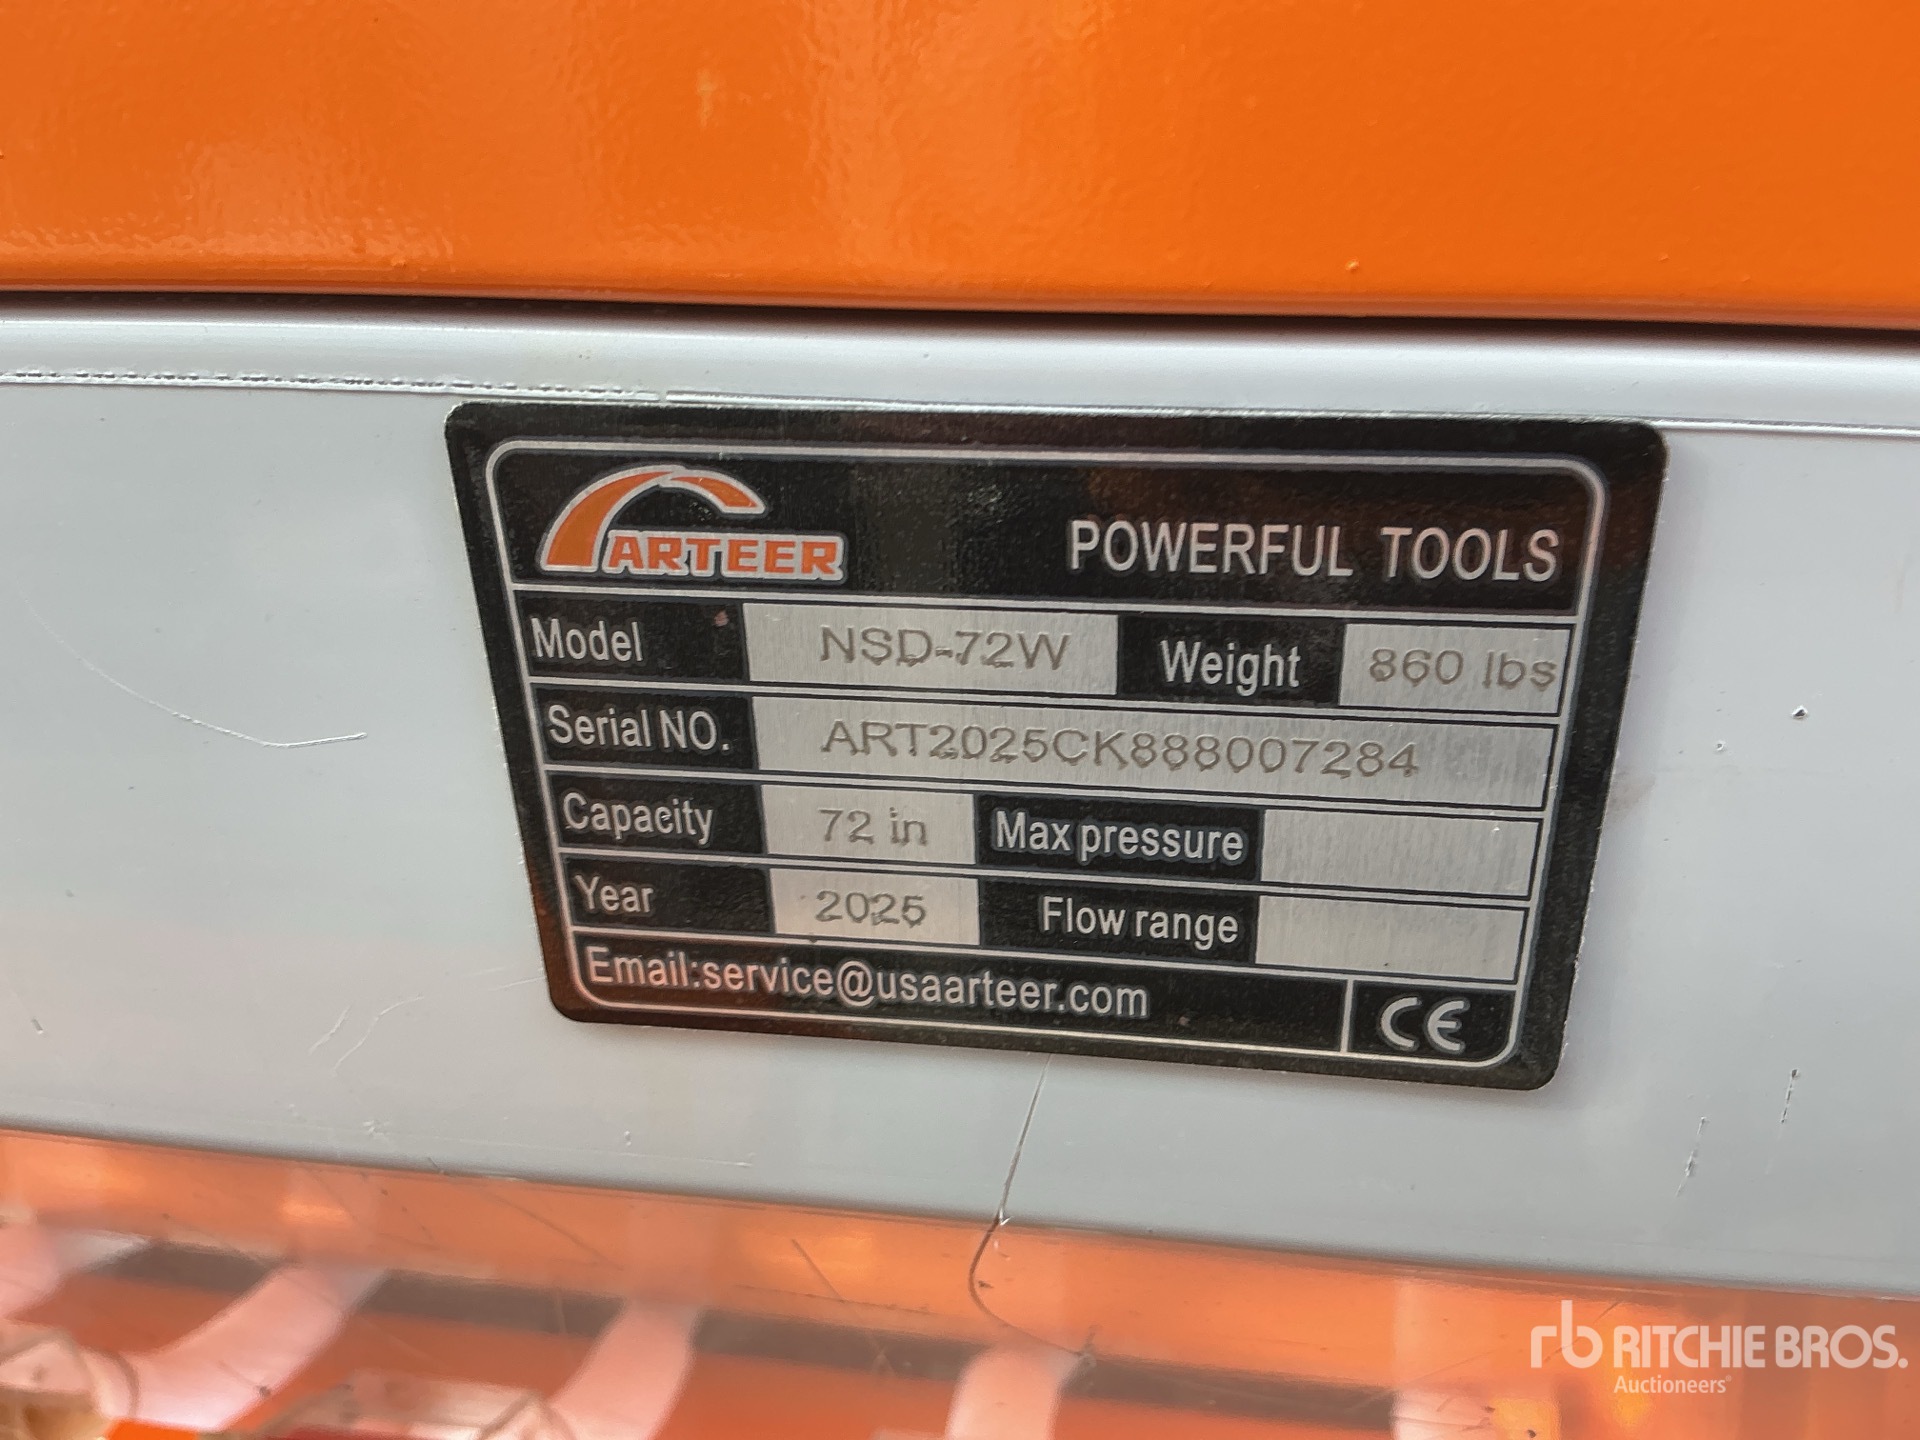 ARTEER POWERFUL TOOLS
Model NSD-72W Weight 860 lbs
Serial NO. ART2025CK888007284
Capacity 72 in Max pressure
Year 2025 Flow range
Email:service@usaarteer.com CE
rb RITCHIE BROS.
Auctioneers